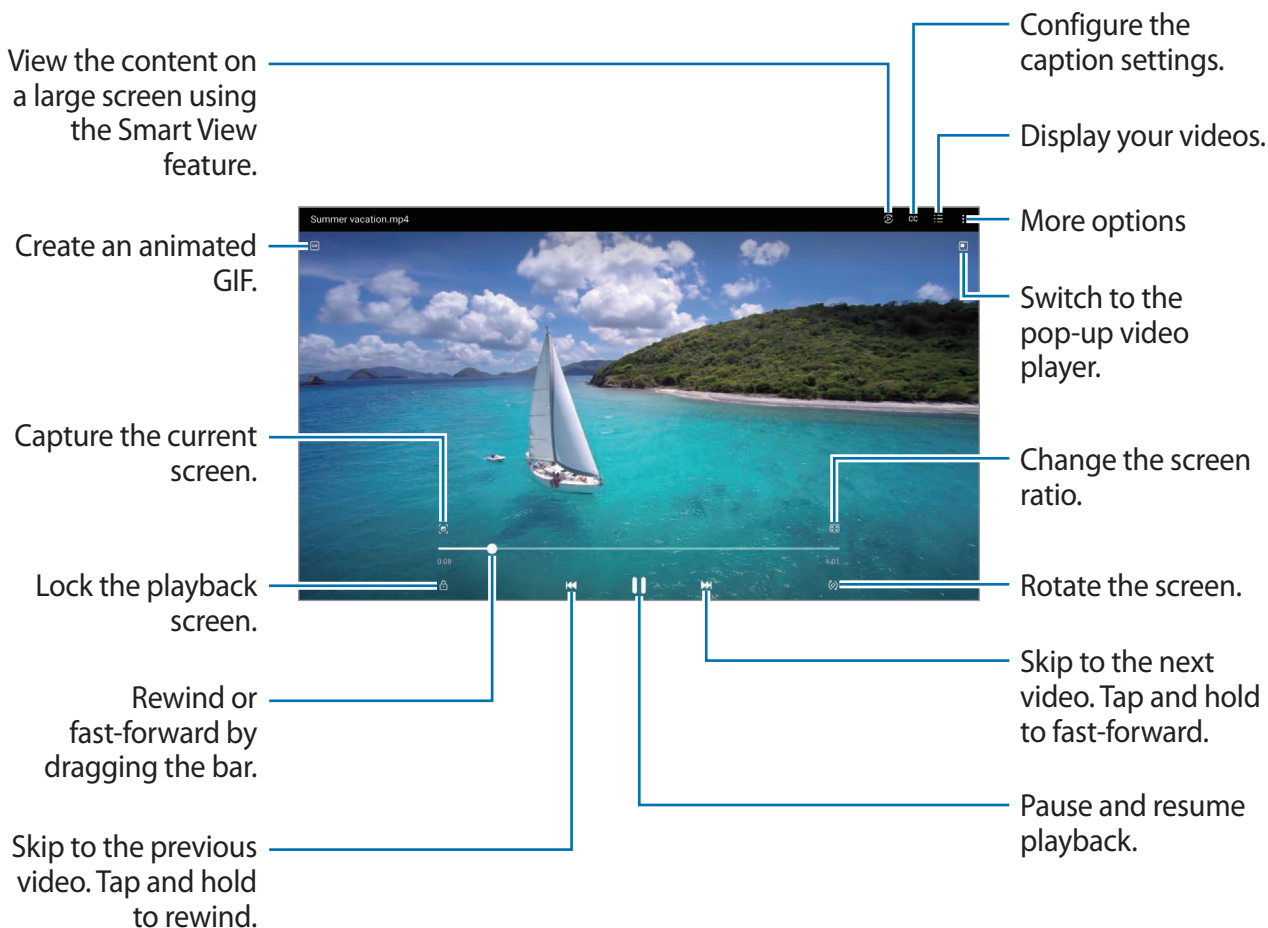 View the content on
a large screen using
the Smart View
feature.
Create an animated
GIF.
Capture the current
screen.
Lock the playback
screen.
Rewind or
fast-forward by
dragging the bar.
Skip to the previous
video. Tap and hold
to rewind.
Summer vacation.mp4
CC
GIF
0:08
1:01
Configure the
caption settings.
Display your videos.
More options
Switch to the
pop-up video
player.
Change the screen
ratio.
Rotate the screen.
Skip to the next
video. Tap and hold
to fast-forward.
Pause and resume
playback.